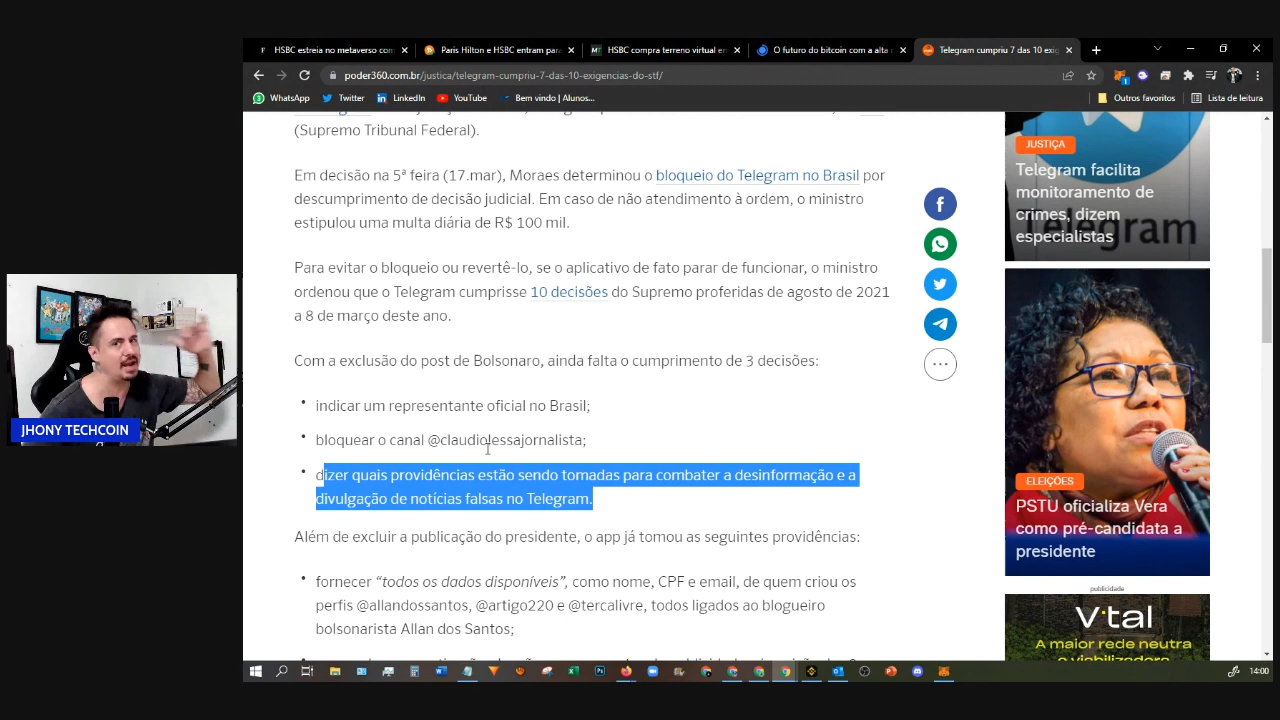 HSBC estreia no metaverso con
Paris Hilton e HSBC entram para
HSBC compra terreno virtual em
O futuro do bitcoin com a alta r
Telegram cumpriu 7 das 10 exig
poder360.com.br/justica/telegram-cumpriu-7-das-10-exigencias-do-stf/
WhatsApp
Twitter
LinkedIn
YouTube
Bem vindo | Alunos...
Outros favoritos
Lista de leitura
(Supremo Tribunal Federal).
Em decisão na 5ª feira (17.mar), Moraes determinou o bloqueio do Telegram no Brasil por
descumprimento de decisão judicial. Em caso de não atendimento à ordem, o ministro
estipulou uma multa diária de R$ 100 mil.
Para evitar o bloqueio ou revertê-lo, se o aplicativo de fato parar de funcionar, o ministro
ordenou que o Telegram cumprisse 10 decisões do Supremo proferidas de agosto de 2021
a 8 de março deste ano.
Com a exclusão do post de Bolsonaro, ainda falta o cumprimento de 3 decisões:
• indicar um representante oficial no Brasil;
• bloquear o canal @claudiolessajornalista;
• dizer quais providências estão sendo tomadas para combater a desinformação e a
divulgação de notícias falsas no Telegram.
Além de excluir a publicação do presidente, o app já tomou as seguintes providências:
• fornecer “todos os dados disponíveis”, como nome, CPF e email, de quem criou os
perfis @allandossantos, @artigo220 e @tercalivre, todos ligados ao blogueiro
bolsonarista Allan dos Santos;
JUSTIÇA
Telegram facilita
monitoramento de
crimes, dizem
especialistas
Telegram
ELEIÇÕES
PSTU oficializa Vera
como pré-candidata a
presidente
publicidade
V·tal
A maior rede neutra
e viabilizadora
JHONY TECHCOIN
14:00